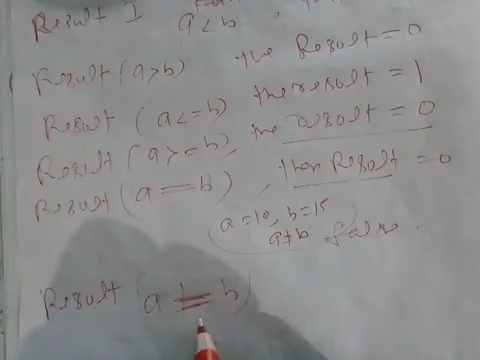 Result I a<b,
Result (a>b) the Result=0
Result (a<=b) the result = 1
Result (a>=b), the result = 0
Result (a==b), then Result = 0
(a=10, b=15
a≠b) false.
Result (a != b)